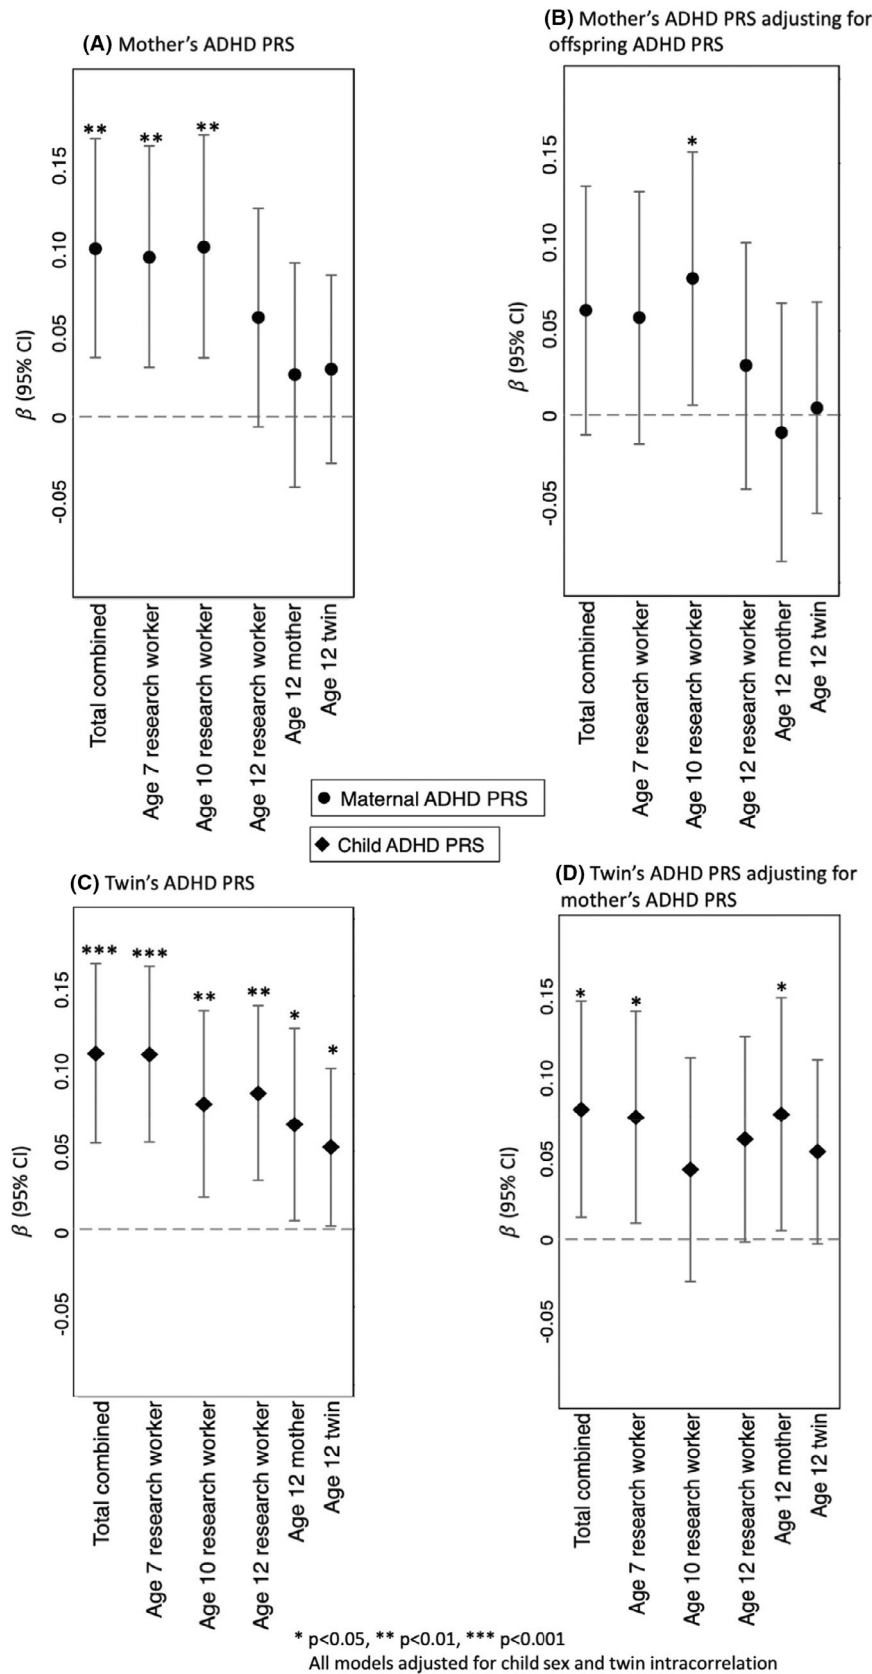 (A) Mother's ADHD PRS
0.15
0.10
0.05
0
-0.05
β (95% CI)
Total combined
Age 7 research worker
Age 10 research worker
Age 12 research worker
Age 12 mother
Age 12 twin
** ** **
(B) Mother's ADHD PRS adjusting for
offspring ADHD PRS
0.15
0.10
0.05
0
-0.05
β (95% CI)
Total combined
Age 7 research worker
Age 10 research worker
Age 12 research worker
Age 12 mother
Age 12 twin
*
Maternal ADHD PRS
Child ADHD PRS
(C) Twin's ADHD PRS
0.15
0.10
0.05
0
-0.05
β (95% CI)
Total combined
Age 7 research worker
Age 10 research worker
Age 12 research worker
Age 12 mother
Age 12 twin
*** *** ** ** * *
(D) Twin's ADHD PRS adjusting for
mother's ADHD PRS
0.15
0.10
0.05
0
-0.05
β (95% CI)
Total combined
Age 7 research worker
Age 10 research worker
Age 12 research worker
Age 12 mother
Age 12 twin
* * *
* p<0.05, ** p<0.01, *** p<0.001
All models adjusted for child sex and twin intracorrelation